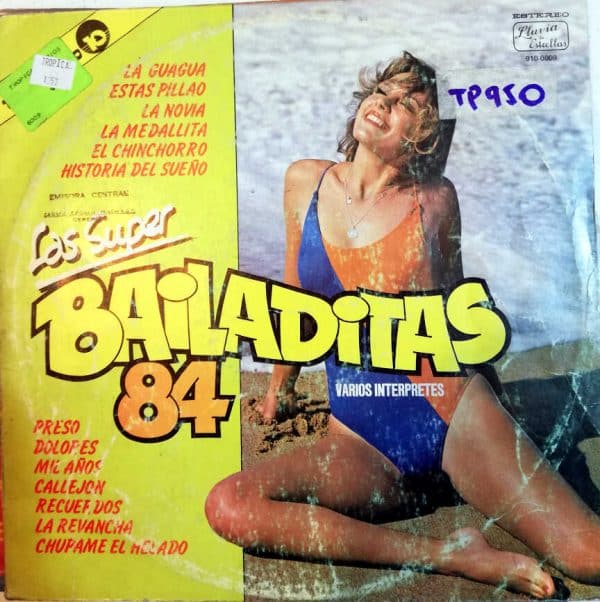 ESTEREO
Lluvia
de
Estrellas
910-0009
TROPICAL
TP950
LA GUAGUA
ESTAS PILLAO
LA NOVIA
LA MEDALLITA
EL CHINCHORRO
HISTORIA DEL SUEÑO
EMISORA CENTRAL
Las Super
BAILADITAS
84
VARIOS INTERPRETES
PRESO
DOLORES
MIL AÑOS
CALLEJON
RECUERDOS
LA REVANCHA
CHUPAME EL HELADO